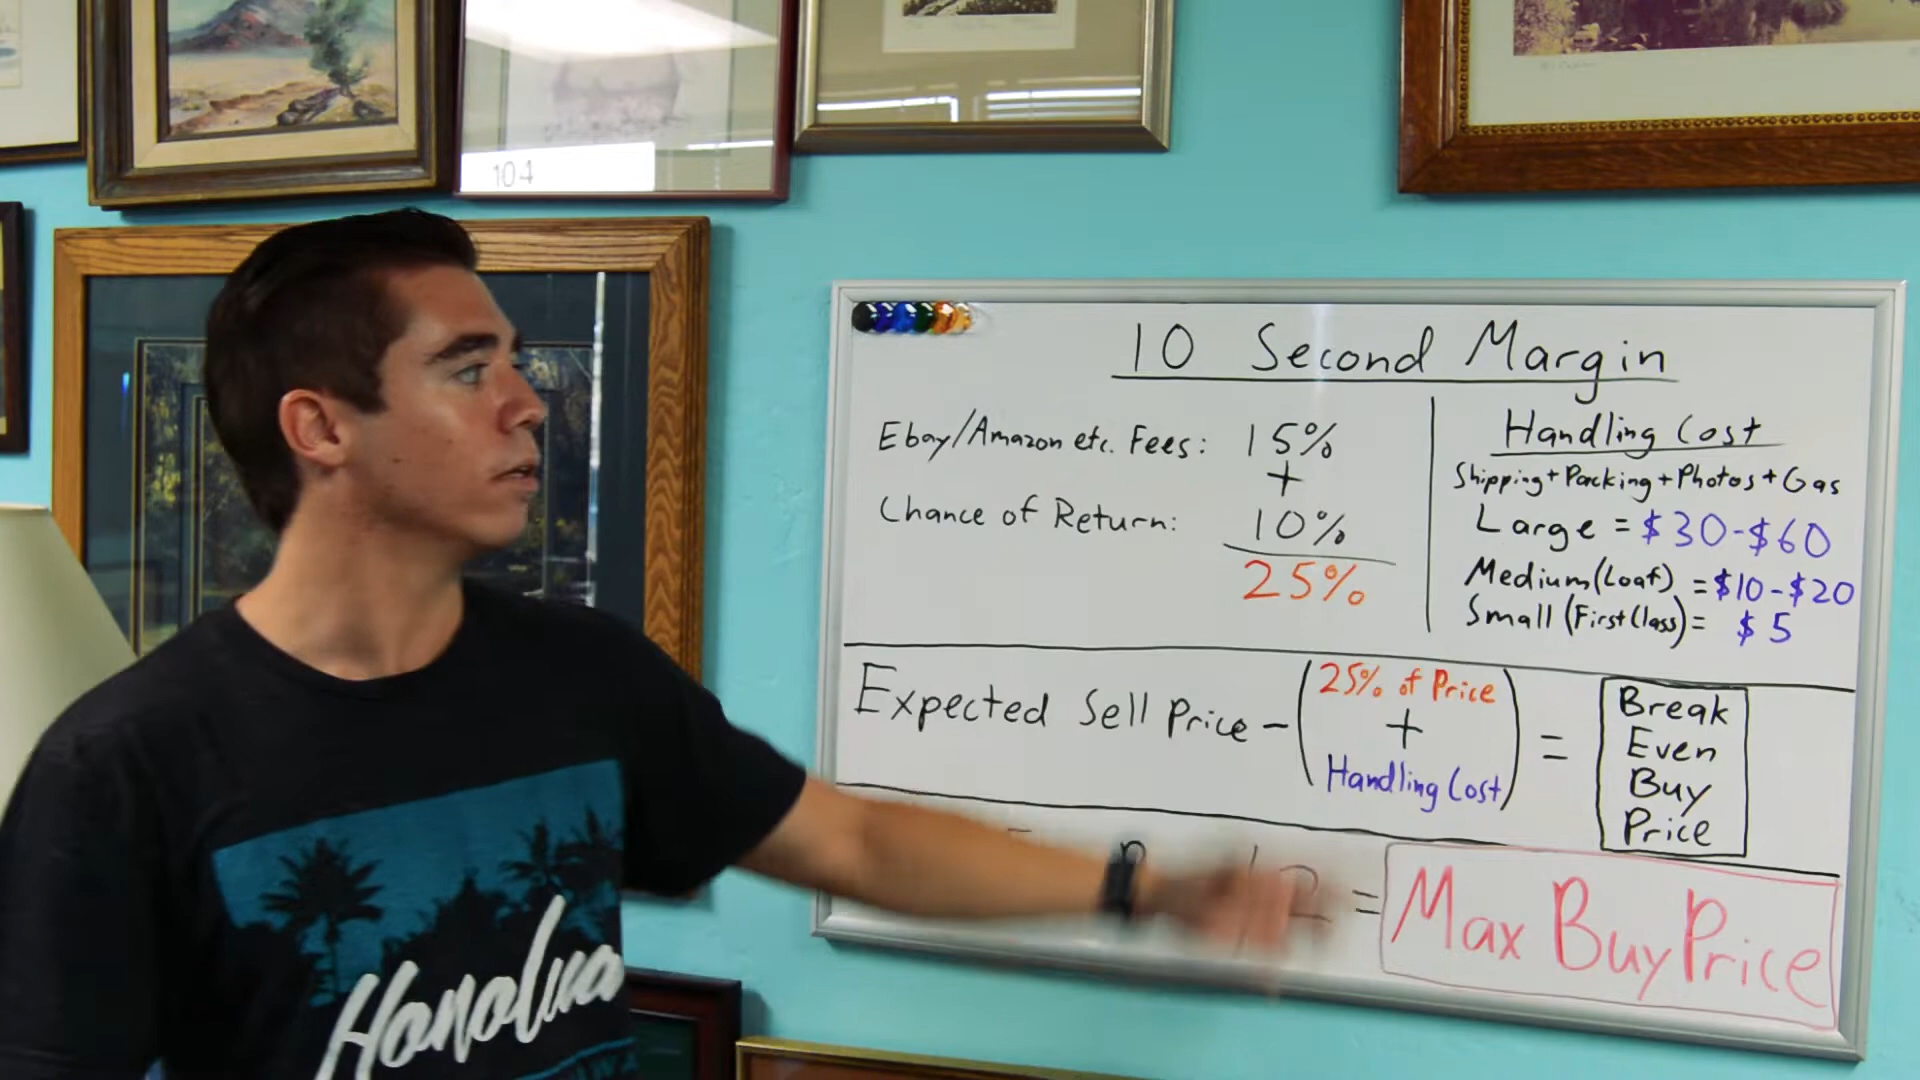 104
10 Second Margin
Ebay/Amazon etc. Fees: 15%
+
Chance of Return: 10%
25%
Handling Cost
Shipping+Packing+Photos+Gas
Large = $30-$60
Medium (Loaf) = $10-$20
Small (First Class) = $5
Expected Sell Price - (25% of Price + Handling Cost) =
Break
Even
Buy
Price
/2 = Max Buy Price
Honolua